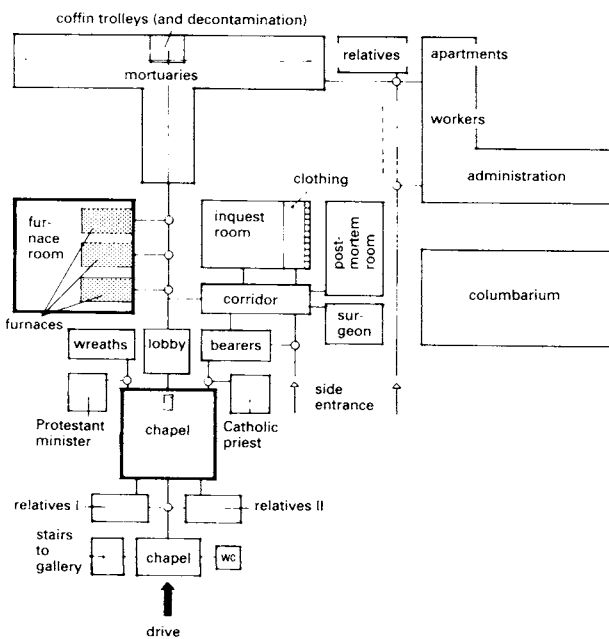 coffin trolleys (and decontamination)
mortuaries
relatives
apartments
workers
administration
clothing
inquest
room
post-
mortem
room
fur-
nace
room
furnaces
corridor
sur-
geon
columbarium
wreaths
lobby
bearers
side
entrance
Protestant
minister
chapel
Catholic
priest
relatives I
relatives II
stairs
to
gallery
chapel
wc
drive